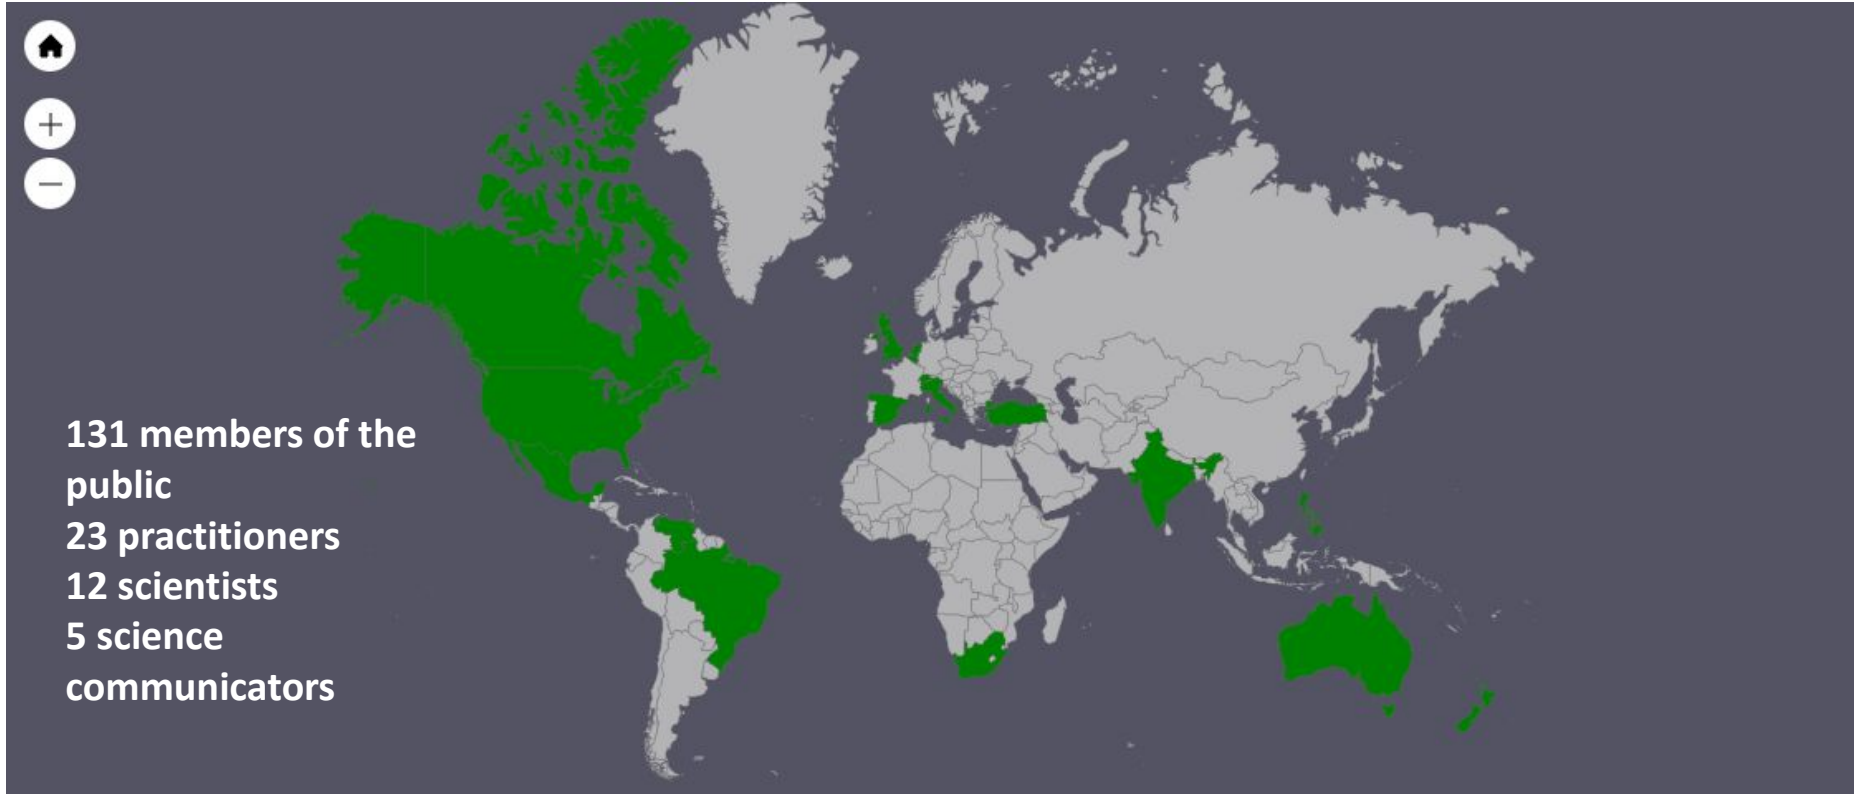 131 members of the
public
23 practitioners
12 scientists
5 science
communicators